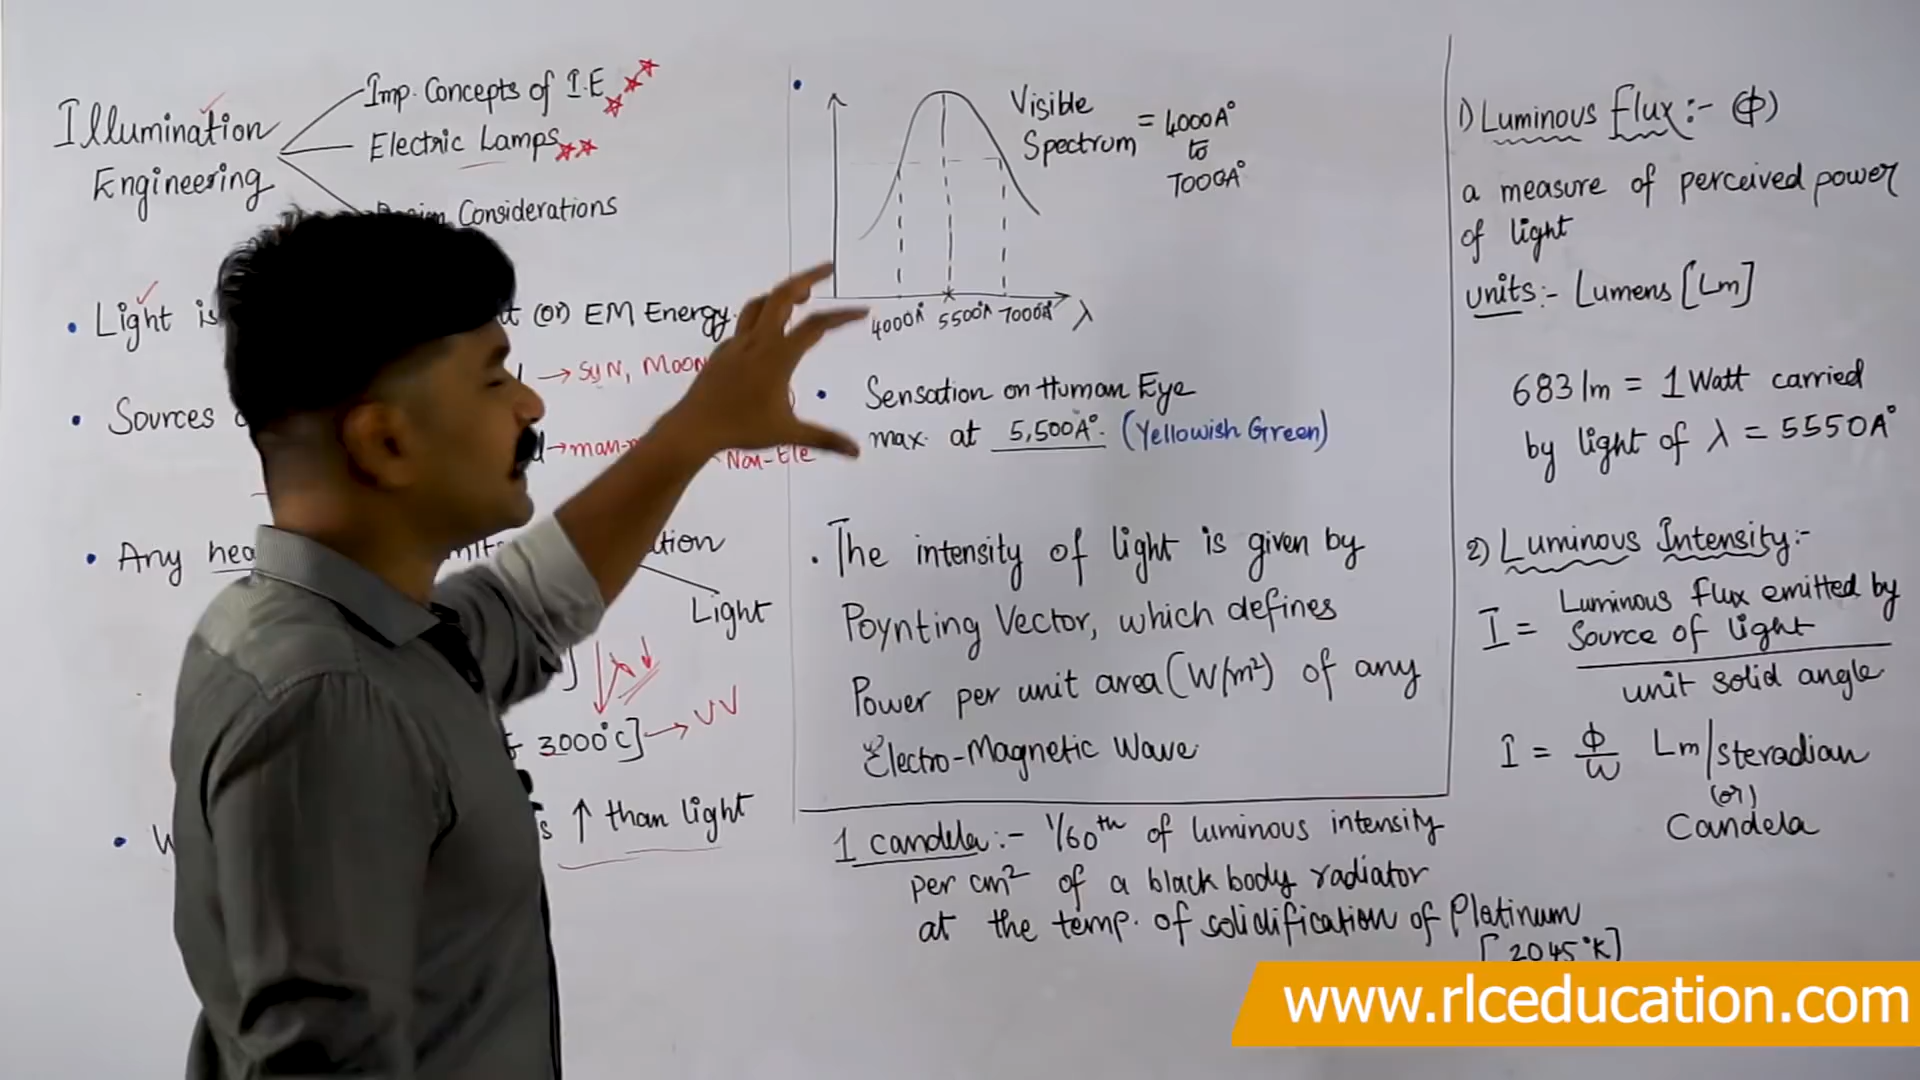 Illumination
Engineering
Imp. Concepts of I.E
Electric Lamps
Considerations
• Light is (or) EM Energy.
→ SUN, Moon
• Sources
→ man-
Non-Ele
• Any
Light
3000°C] → UV
• ↑ than light
•
Visible
Spectrum = 4000A°
to
7000A°
4000A° 5500A° 7000A° λ
• Sensation on Human Eye
max. at 5,500A°. (Yellowish Green)
• The intensity of light is given by
Poynting Vector, which defines
Power per unit area (W/m²) of any
Electro-Magnetic Wave
1 candela :- 1/60th of luminous intensity
per cm² of a black body radiator
at the temp. of solidification of Platinum
[2045°K]
1) Luminous Flux :- (ϕ)
a measure of perceived power
of light
units :- Lumens [Lm]
683 lm = 1 Watt carried
by light of λ = 5550A°
2) Luminous Intensity :-
I = Luminous flux emitted by
Source of light
unit solid angle
I = ϕ/ω Lm/steradian
(or)
Candela
www.rlceducation.com